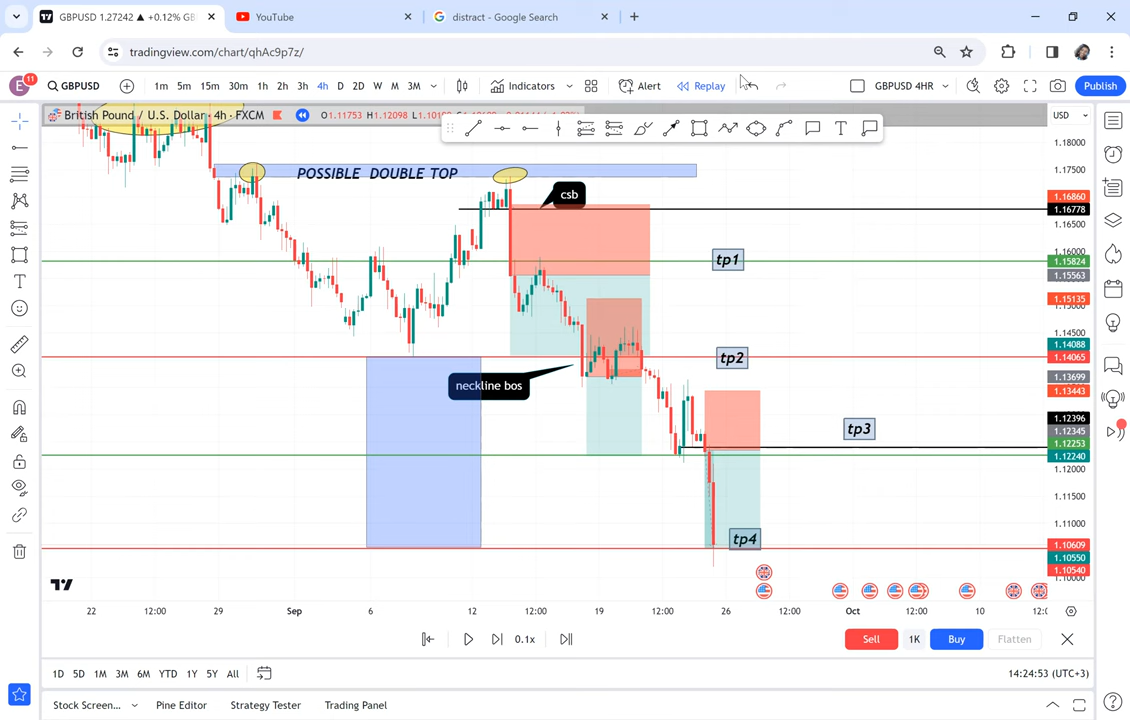 GBPUSD 1.27242 ▲ +0.12% GB
YouTube
distract - Google Search
tradingview.com/chart/qhAc9p7z/
E
11
GBPUSD
1m 5m 15m 30m 1h 2h 3h 4h D 2D W M 3M
Indicators
Alert
Replay
GBPUSD 4HR
Publish
British Pound / U.S. Dollar · 4h · FXCM
O1.11753 H1.12098
USD
1.18000
1.17500
1.16860
1.16778
1.16500
1.16000
1.15824
1.15563
1.15135
1.14500
1.14088
1.14065
1.13699
1.13443
1.12396
1.12345
1.12253
1.12240
1.12000
1.11500
1.11000
1.10609
1.10550
1.10540
1.10000
POSSIBLE DOUBLE TOP
csb
tp1
tp2
neckline bos
tp3
tp4
22 12:00 29 Sep 6 12 12:00 19 12:00 26 12:00 Oct 12:00 10
0.1x
Sell
1K
Buy
Flatten
1D 5D 1M 3M 6M YTD 1Y 5Y All
14:24:53 (UTC+3)
Stock Screen...
Pine Editor
Strategy Tester
Trading Panel